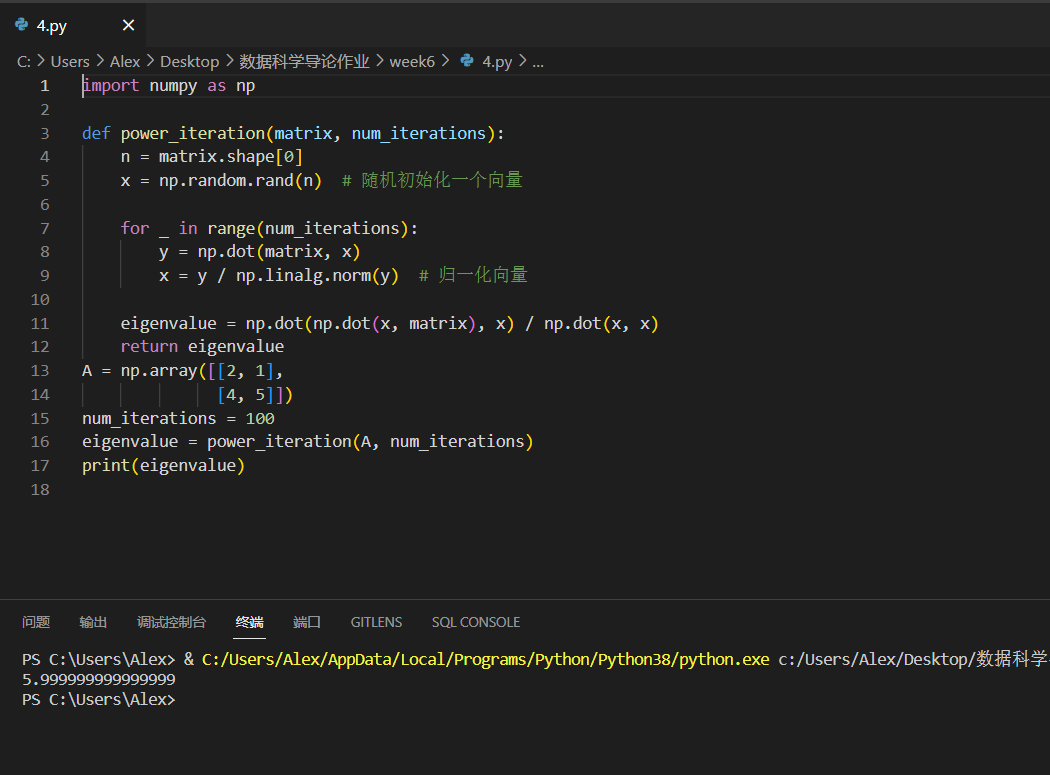 4.py
C: > Users > Alex > Desktop > 数据科学导论作业 > week6 > 4.py > ...
1 import numpy as np
2
3 def power_iteration(matrix, num_iterations):
4     n = matrix.shape[0]
5     x = np.random.rand(n)  # 随机初始化一个向量
6
7     for _ in range(num_iterations):
8         y = np.dot(matrix, x)
9         x = y / np.linalg.norm(y)  # 归一化向量
10
11     eigenvalue = np.dot(np.dot(x, matrix), x) / np.dot(x, x)
12     return eigenvalue
13 A = np.array([[2, 1],
14               [4, 5]])
15 num_iterations = 100
16 eigenvalue = power_iteration(A, num_iterations)
17 print(eigenvalue)
18
问题 输出 调试控制台 终端 端口 GITLENS SQL CONSOLE
PS C:\Users\Alex> & C:/Users/Alex/AppData/Local/Programs/Python/Python38/python.exe c:/Users/Alex/Desktop/数据科学
5.999999999999999
PS C:\Users\Alex>